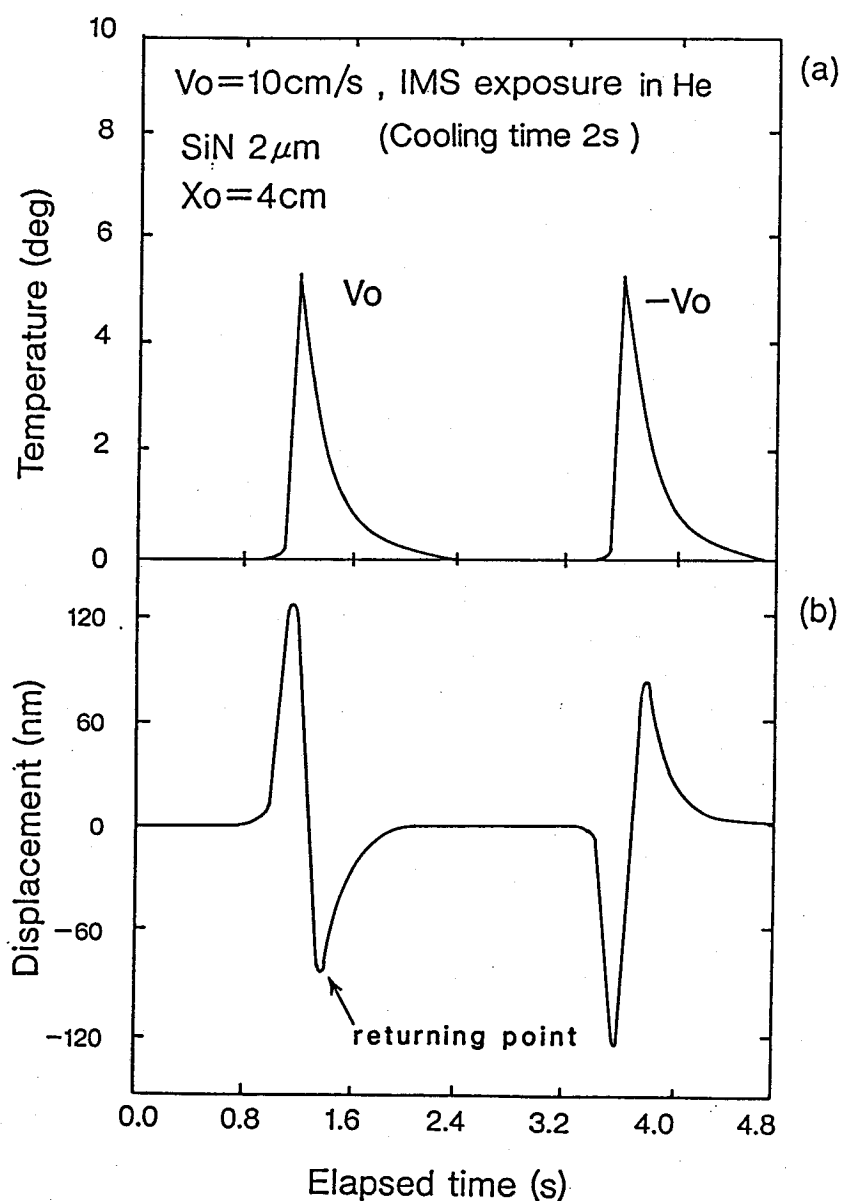 (a)
Vo=10cm/s , IMS exposure in He
(Cooling time 2s )
SiN 2μm
Xo=4cm
Vo
−Vo
Temperature (deg)
10
8
6
4
2
0
(b)
Displacement (nm)
120
60
0
−60
−120
returning point
0.0 0.8 1.6 2.4 3.2 4.0 4.8
Elapsed time (s)